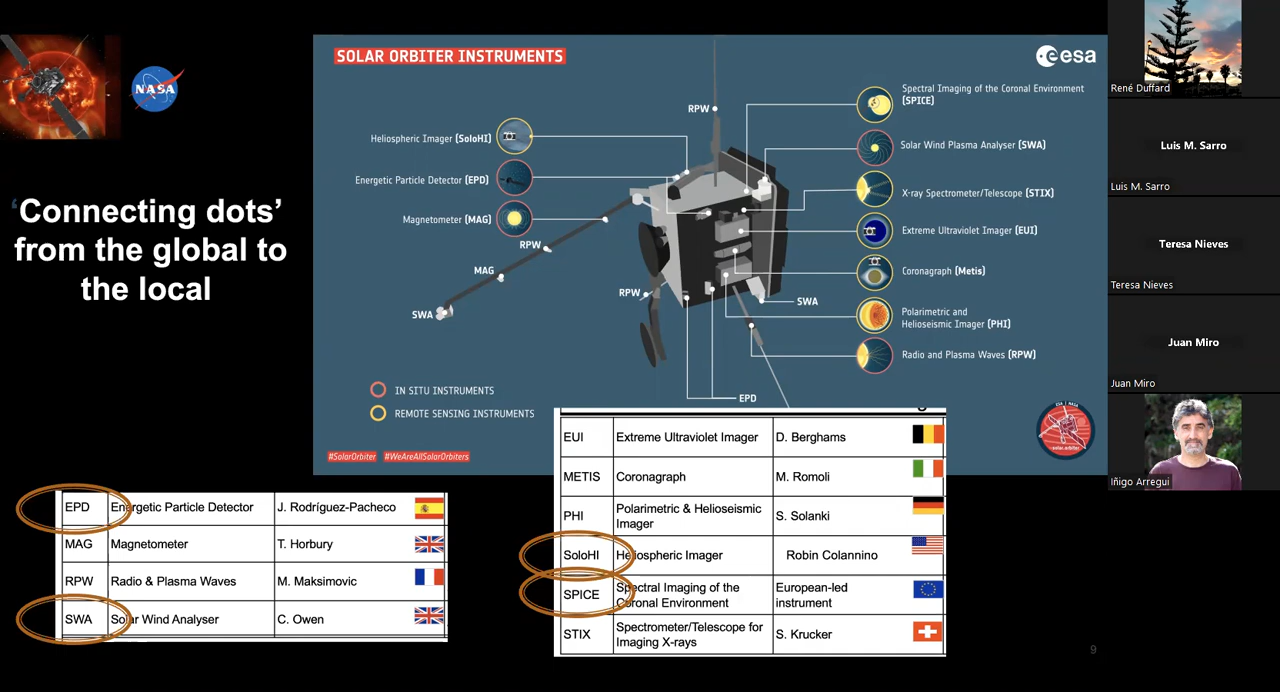 NASA
‘Connecting dots’
from the global to
the local
SOLAR ORBITER INSTRUMENTS
esa
RPW
Heliospheric Imager (SoloHI)
Energetic Particle Detector (EPD)
Magnetometer (MAG)
RPW
MAG
SWA
RPW
Spectral Imaging of the Coronal Environment
(SPICE)
Solar Wind Plasma Analyser (SWA)
X-ray Spectrometer/Telescope (STIX)
Extreme Ultraviolet Imager (EUI)
Coronagraph (Metis)
SWA
Polarimetric and
Helioseismic Imager (PHI)
Radio and Plasma Waves (RPW)
EPD
IN SITU INSTRUMENTS
REMOTE SENSING INSTRUMENTS
#SolarOrbiter #WeAreAllSolarOrbiters
solar orbiter
EPD Energetic Particle Detector J. Rodríguez-Pacheco
MAG Magnetometer T. Horbury
RPW Radio & Plasma Waves M. Maksimovic
SWA Solar Wind Analyser C. Owen
EUI Extreme Ultraviolet Imager D. Berghams
METIS Coronagraph M. Romoli
PHI Polarimetric & Helioseismic
Imager S. Solanki
SoloHI Heliospheric Imager Robin Colannino
SPICE Spectral Imaging of the
Coronal Environment European-led
instrument
STIX Spectrometer/Telescope for
Imaging X-rays S. Krucker
9
René Duffard
Luis M. Sarro
Luis M. Sarro
Teresa Nieves
Teresa Nieves
Juan Miro
Juan Miro
Iñigo Arregui